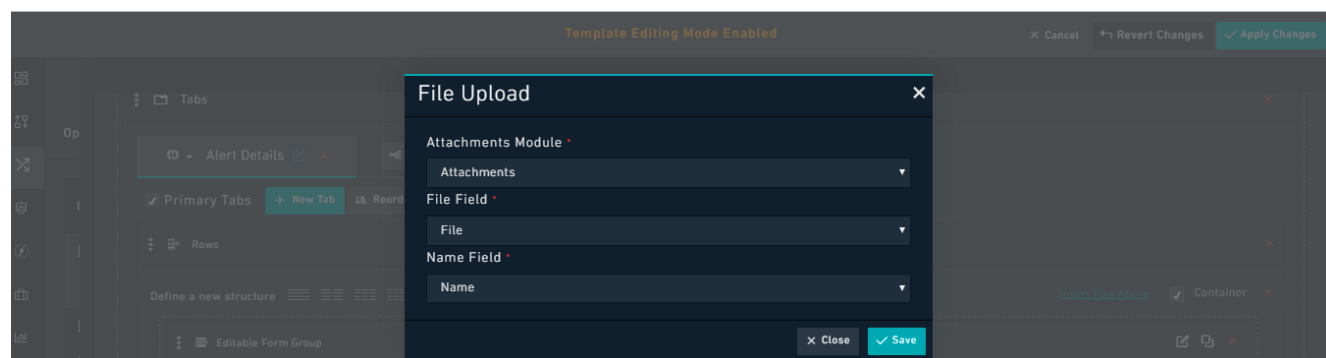 Template Editing Mode Enabled
× Cancel
Revert Changes
✓ Apply Changes
File Upload
×
Tabs
×
Op
Attachments Module *
Alert Details
×
Attachments
File Field *
Primary Tabs
+ New Tab
Reord
File
Rows
×
Name Field *
Name
Define a new structure
Insert Row Above
Container
×
× Close
✓ Save
Editable Form Group
×